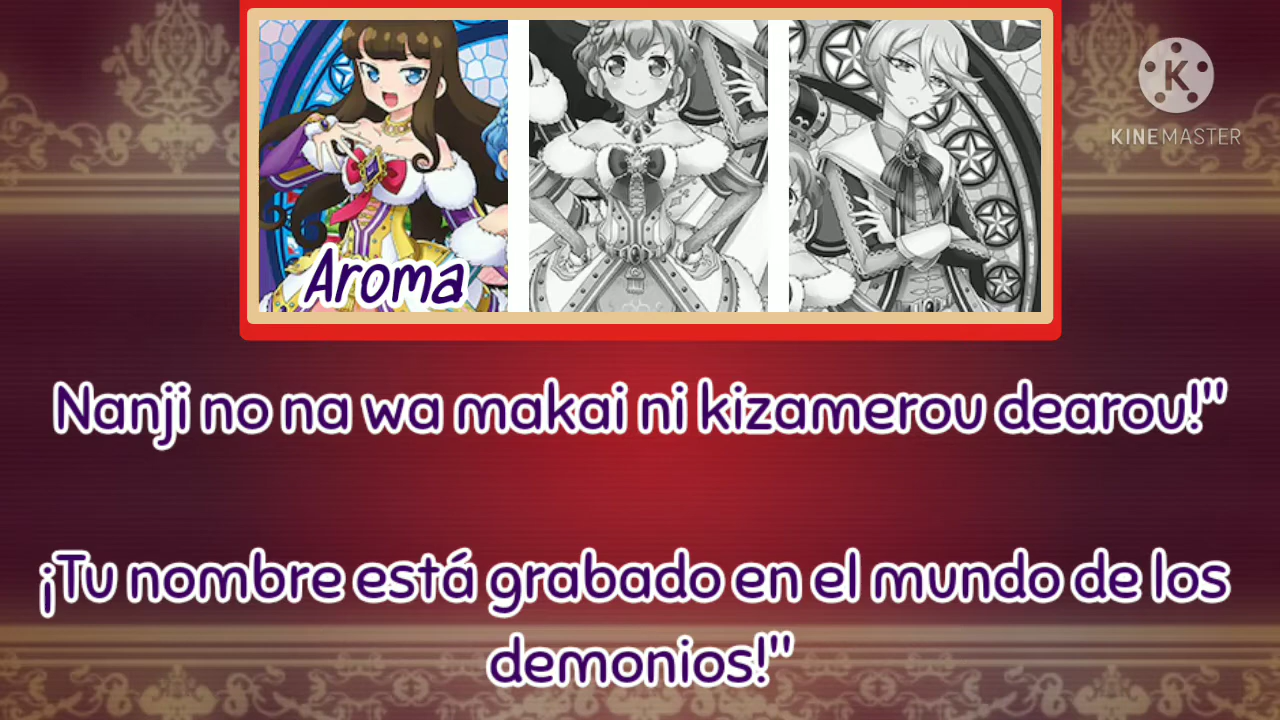 K
KINEMASTER
Aroma
Nanji no na wa makai ni kizamerou dearou!"
¡Tu nombre está grabado en el mundo de los
demonios!"